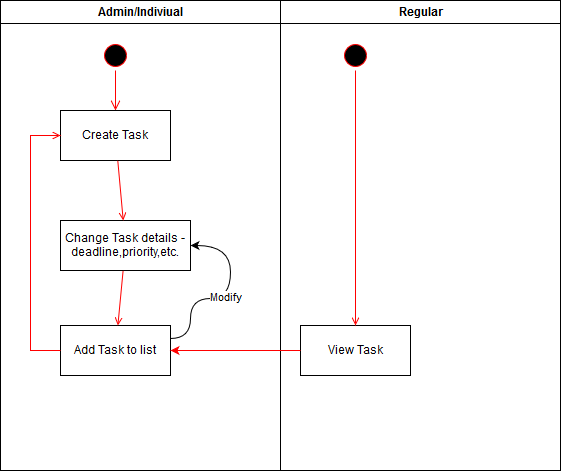 Admin/Indiviual
Regular
Create Task
Change Task details -
deadline,priority,etc.
Modify
Add Task to list
View Task